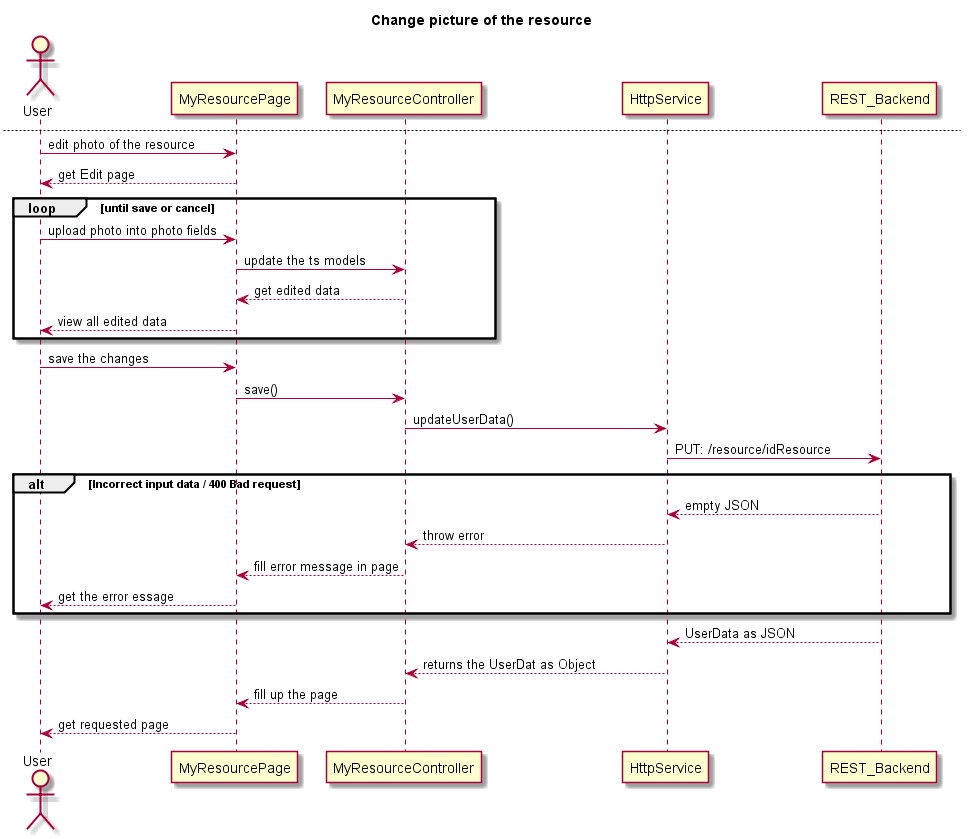 Change picture of the resource
User
MyResourcePage
MyResourceController
HttpService
REST_Backend
edit photo of the resource
get Edit page
loop [until save or cancel]
upload photo into photo fields
update the ts models
get edited data
view all edited data
save the changes
save()
updateUserData()
PUT: /resource/idResource
alt [Incorrect input data / 400 Bad request]
empty JSON
throw error
fill error message in page
get the error essage
UserData as JSON
returns the UserDat as Object
fill up the page
get requested page
User
MyResourcePage
MyResourceController
HttpService
REST_Backend